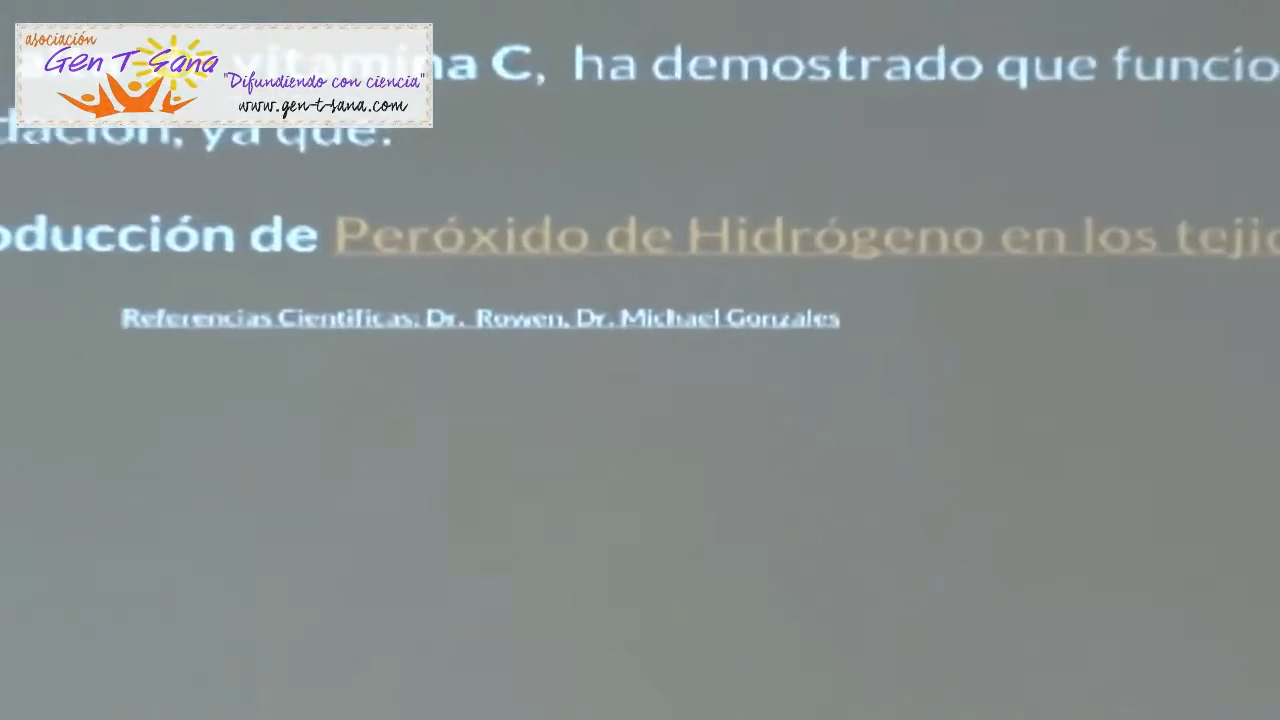 asociación
Gen T Sana
"Difundiendo con ciencia"
www.gen-t-sana.com
vitamina C, ha demostrado que funcio
dación, ya que:
oducción de Peróxido de Hidrógeno en los tejid
Referencias Cientificas: Dr. Rowen, Dr. Michael Gonzales